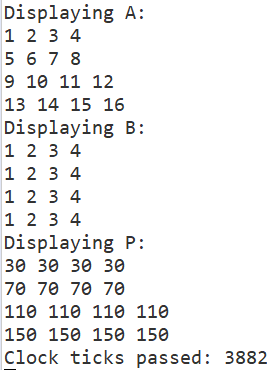 Displaying A:
1 2 3 4
5 6 7 8
9 10 11 12
13 14 15 16
Displaying B:
1 2 3 4
1 2 3 4
1 2 3 4
1 2 3 4
Displaying P:
30 30 30 30
70 70 70 70
110 110 110 110
150 150 150 150
Clock ticks passed: 3882